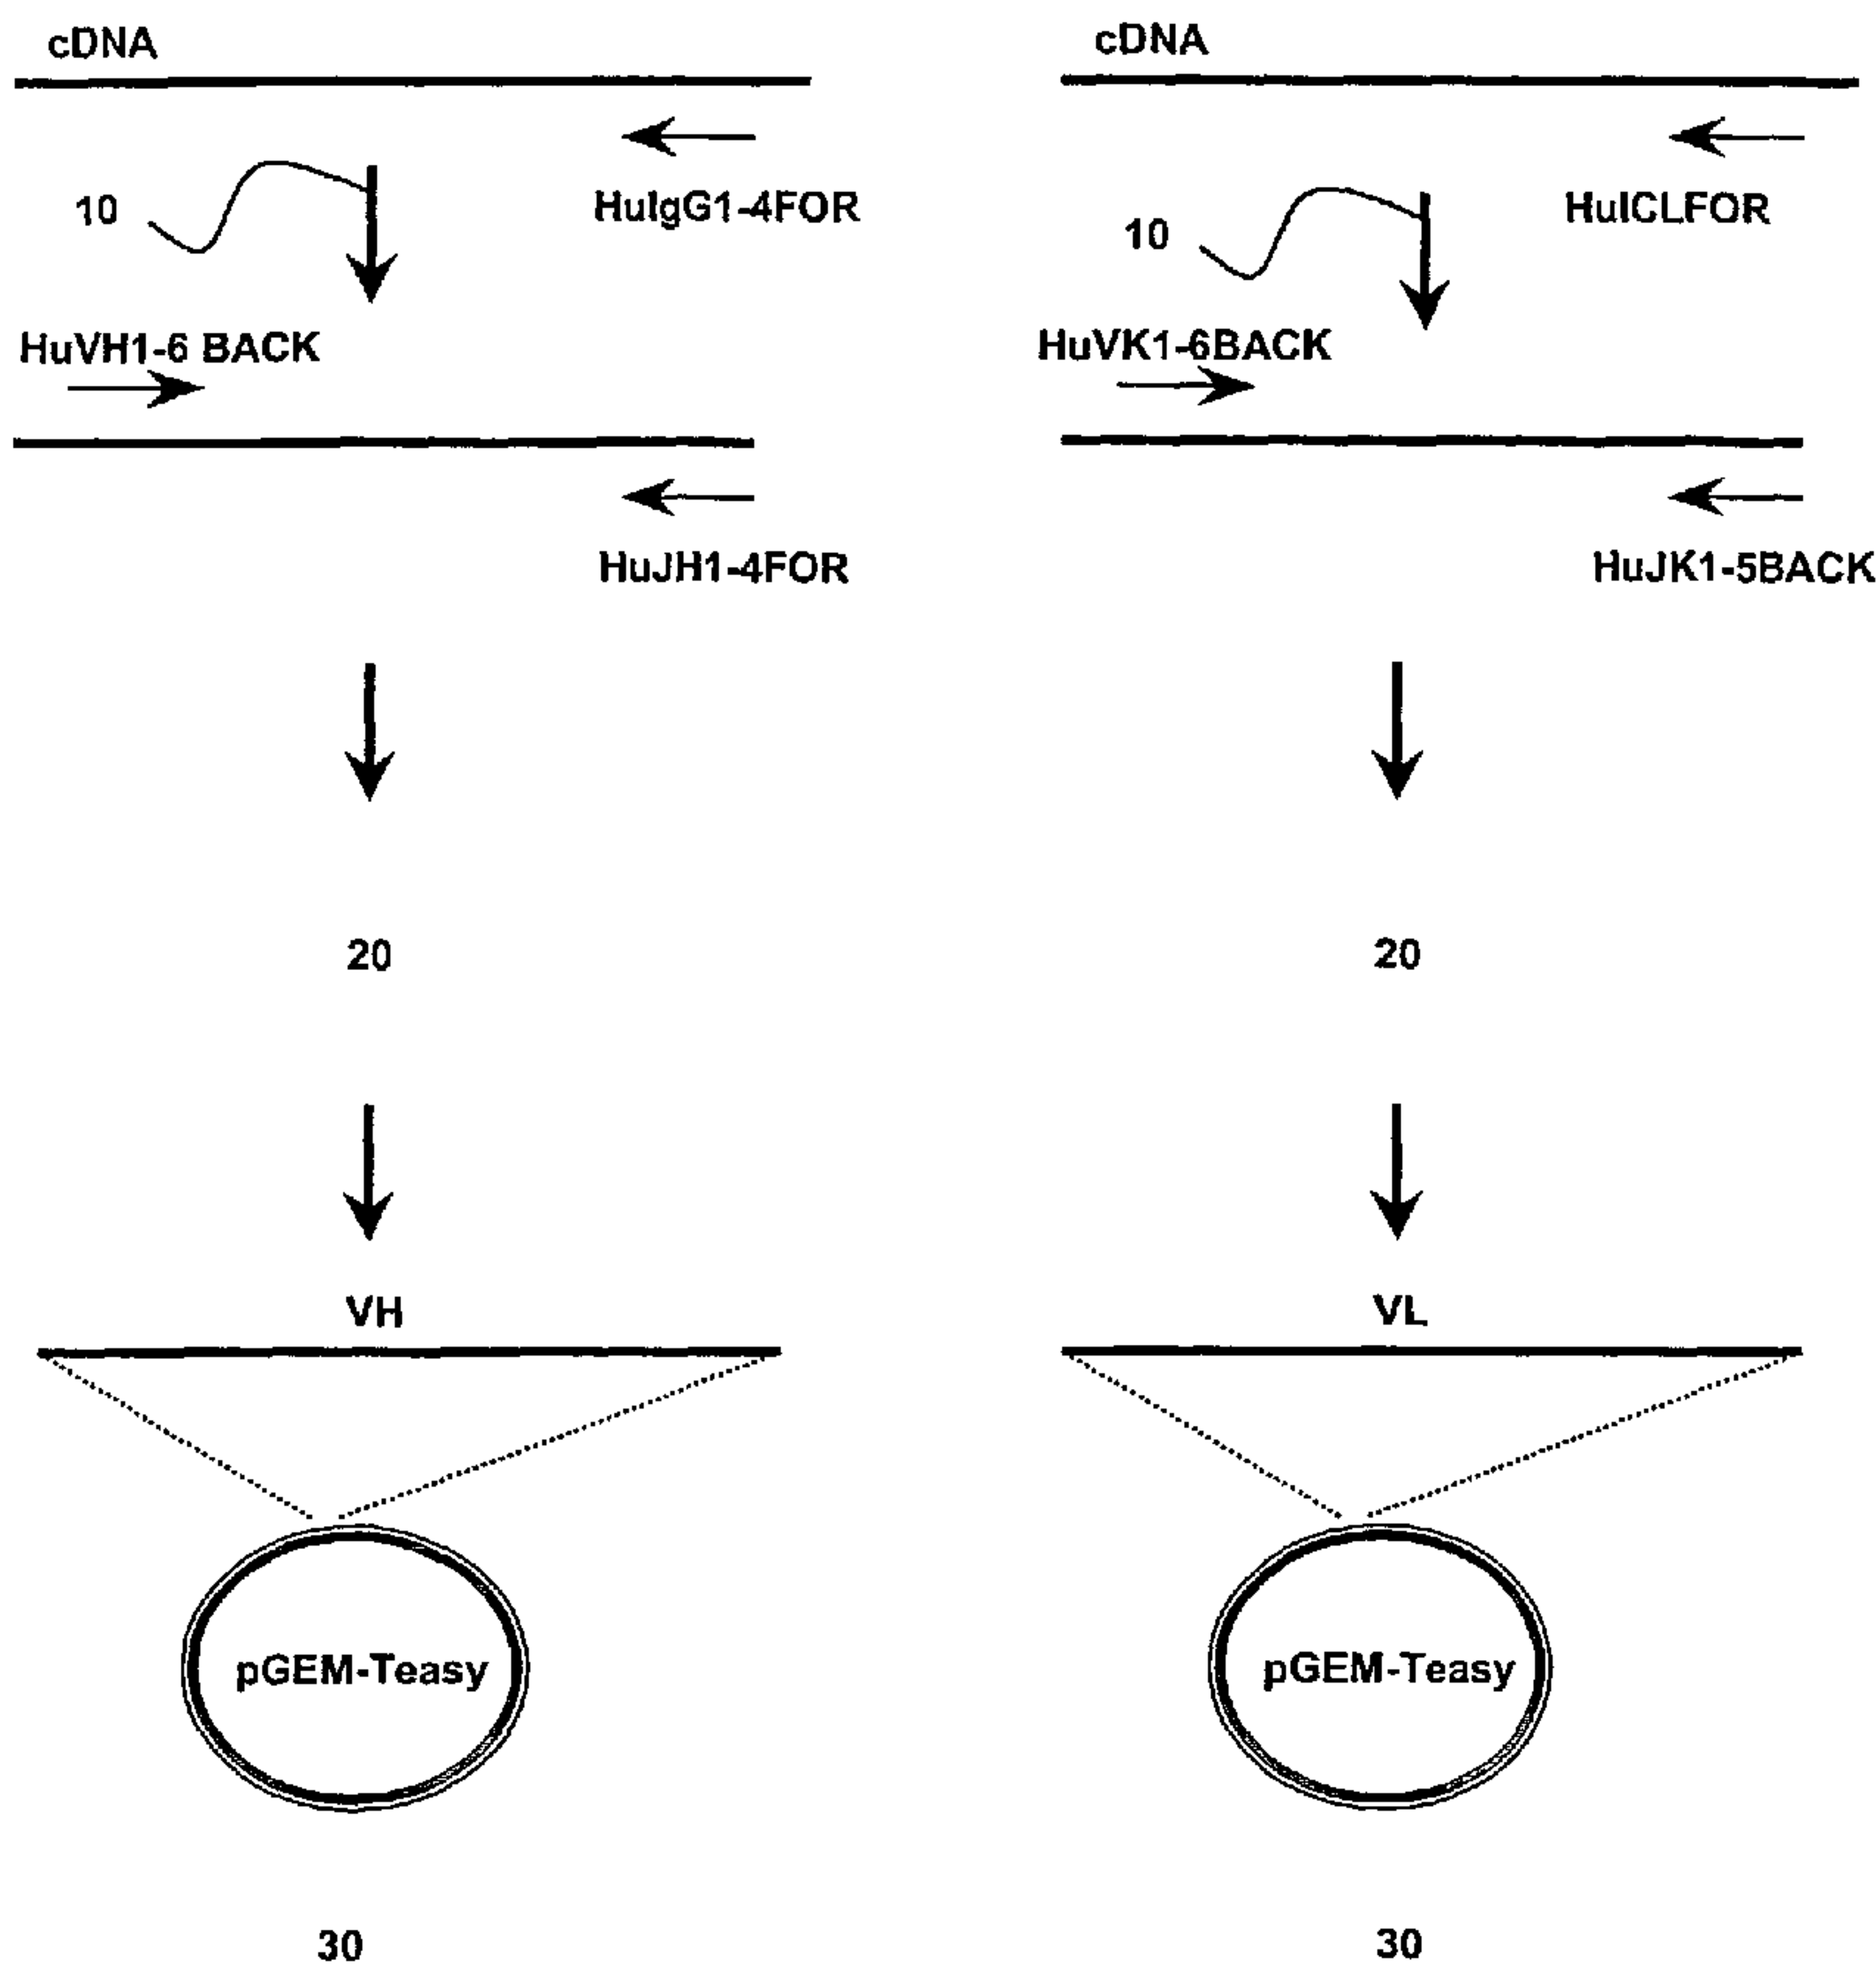 cDNA
cDNA
10
HuIgG1-4FOR
10
HuICLFOR
HuVH1-6 BACK
HuVK1-6BACK
HuJH1-4FOR
HuJK1-5BACK
20
20
VH
VL
pGEM-Teasy
pGEM-Teasy
30
30